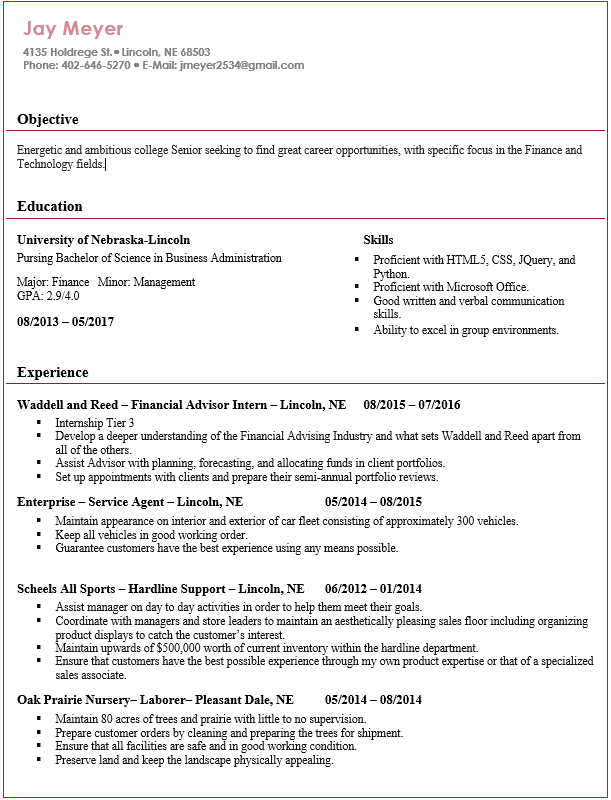 Jay Meyer
4135 Holdrege St.• Lincoln, NE 68503
Phone: 402-646-5270 • E-Mail: jmeyer2534@gmail.com
Objective
Energetic and ambitious college Senior seeking to find great career opportunities, with specific focus in the Finance and
Technology fields.
Education
University of Nebraska-Lincoln
Pursing Bachelor of Science in Business Administration
Major: Finance Minor: Management
GPA: 2.9/4.0
08/2013 – 05/2017
Skills
▪ Proficient with HTML5, CSS, JQuery, and
Python.
▪ Proficient with Microsoft Office.
▪ Good written and verbal communication
skills.
▪ Ability to excel in group environments.
Experience
Waddell and Reed – Financial Advisor Intern – Lincoln, NE 08/2015 – 07/2016
▪ Internship Tier 3
▪ Develop a deeper understanding of the Financial Advising Industry and what sets Waddell and Reed apart from
all of the others.
▪ Assist Advisor with planning, forecasting, and allocating funds in client portfolios.
▪ Set up appointments with clients and prepare their semi-annual portfolio reviews.
Enterprise – Service Agent – Lincoln, NE 05/2014 – 08/2015
▪ Maintain appearance on interior and exterior of car fleet consisting of approximately 300 vehicles.
▪ Keep all vehicles in good working order.
▪ Guarantee customers have the best experience using any means possible.
Scheels All Sports – Hardline Support – Lincoln, NE 06/2012 – 01/2014
▪ Assist manager on day to day activities in order to help them meet their goals.
▪ Coordinate with managers and store leaders to maintain an aesthetically pleasing sales floor including organizing
product displays to catch the customer's interest.
▪ Maintain upwards of $500,000 worth of current inventory within the hardline department.
▪ Ensure that customers have the best possible experience through my own product expertise or that of a specialized
sales associate.
Oak Prairie Nursery– Laborer– Pleasant Dale, NE 05/2014 – 08/2014
▪ Maintain 80 acres of trees and prairie with little to no supervision.
▪ Prepare customer orders by cleaning and preparing the trees for shipment.
▪ Ensure that all facilities are safe and in good working condition.
▪ Preserve land and keep the landscape physically appealing.